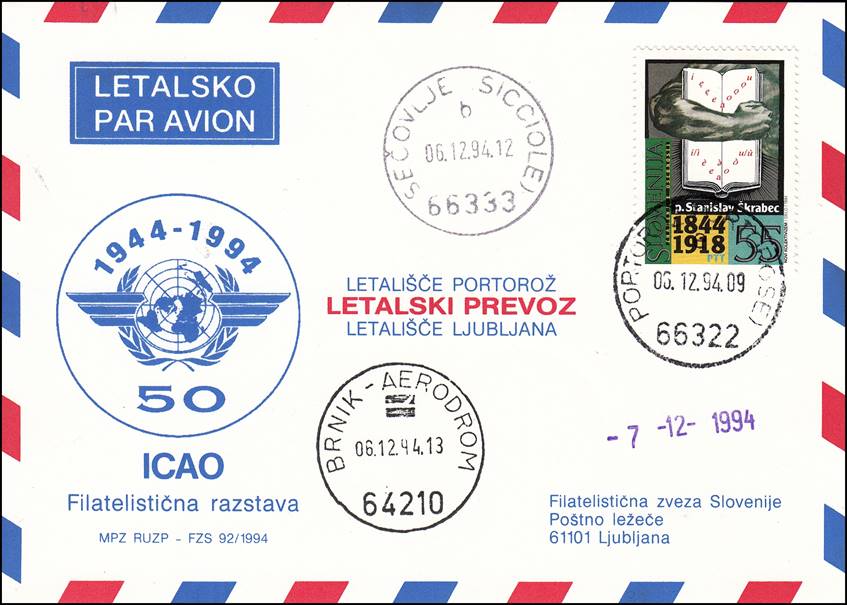 LETALSKO
PAR AVION
SEČOVLJE SICCIOLE)
b
06.12.94.12
66333
SLOVENIJA
p. Stanislav Škrabec
1844
1918
55
PTT
1944-1994
50
ICAO
Filatelistična razstava
MPZ RUZP - FZS 92/1994
LETALIŠČE PORTOROŽ
LETALSKI PREVOZ
LETALIŠČE LJUBLJANA
06.12.94.09
66322
BRNIK - AERODROM
06.12.94.13
64210
- 7 -12- 1994
Filatelistična zveza Slovenije
Poštno ležeče
61101 Ljubljana